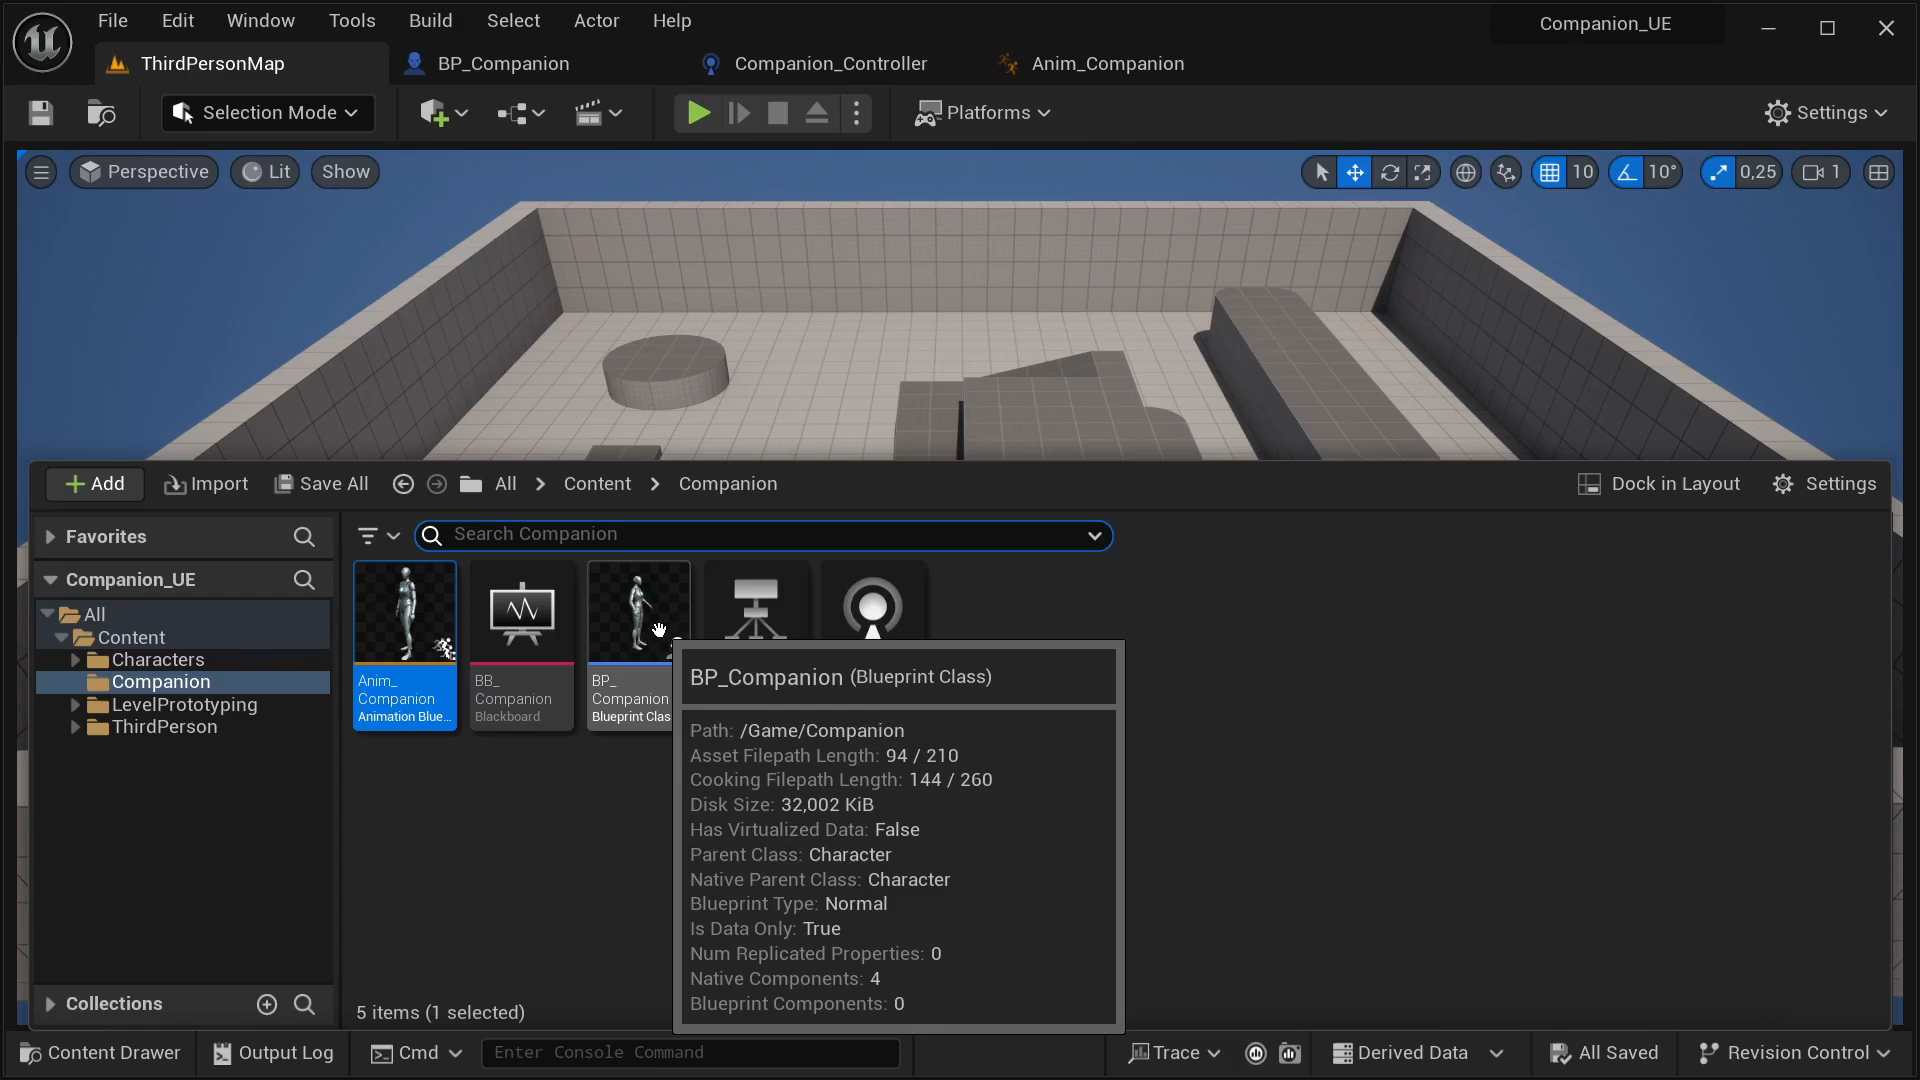 File Edit Window Tools Build Select Actor Help
Companion_UE
ThirdPersonMap BP_Companion Companion_Controller Anim_Companion
Selection Mode Platforms Settings
Perspective Lit Show 10 10° 0,25 1
Add Import Save All All Content Companion Dock in Layout Settings
Favorites
Search Companion
Companion_UE
All
Content
Characters
Companion
LevelPrototyping
ThirdPerson
Anim_
Companion
Animation Blue...
BB_
Companion
Blackboard
BP_
Companion
Blueprint Clas
BP_Companion (Blueprint Class)
Path: /Game/Companion
Asset Filepath Length: 94 / 210
Cooking Filepath Length: 144 / 260
Disk Size: 32,002 KiB
Has Virtualized Data: False
Parent Class: Character
Native Parent Class: Character
Blueprint Type: Normal
Is Data Only: True
Num Replicated Properties: 0
Native Components: 4
Blueprint Components: 0
Collections
5 items (1 selected)
Content Drawer Output Log Cmd Enter Console Command Trace Derived Data All Saved Revision Control